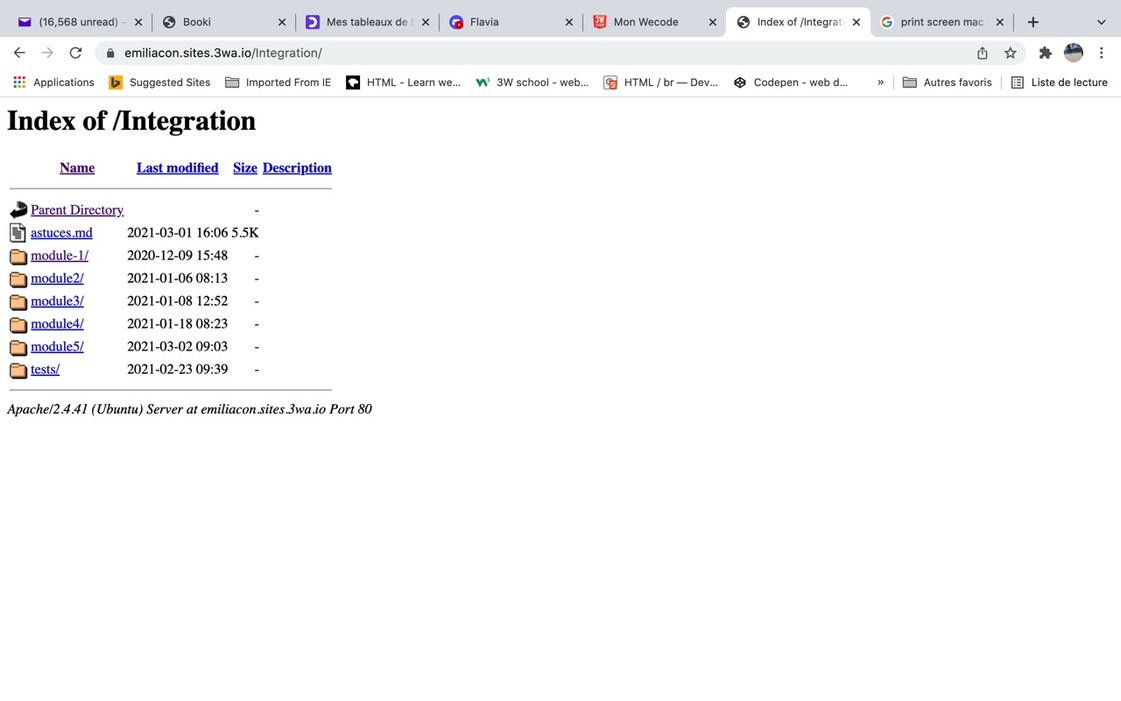 (16,568 unread) - Booki Mes tableaux de b Flavia Mon Wecode Index of /Integrati print screen mac
emiliacon.sites.3wa.io/Integration/
Applications Suggested Sites Imported From IE HTML - Learn we... 3W school - web... HTML / br — Dev... Codepen - web d... » Autres favoris Liste de lecture
Index of /Integration
Name Last modified Size Description
Parent Directory -
astuces.md 2021-03-01 16:06 5.5K
module-1/ 2020-12-09 15:48 -
module2/ 2021-01-06 08:13 -
module3/ 2021-01-08 12:52 -
module4/ 2021-01-18 08:23 -
module5/ 2021-03-02 09:03 -
tests/ 2021-02-23 09:39 -
Apache/2.4.41 (Ubuntu) Server at emiliacon.sites.3wa.io Port 80